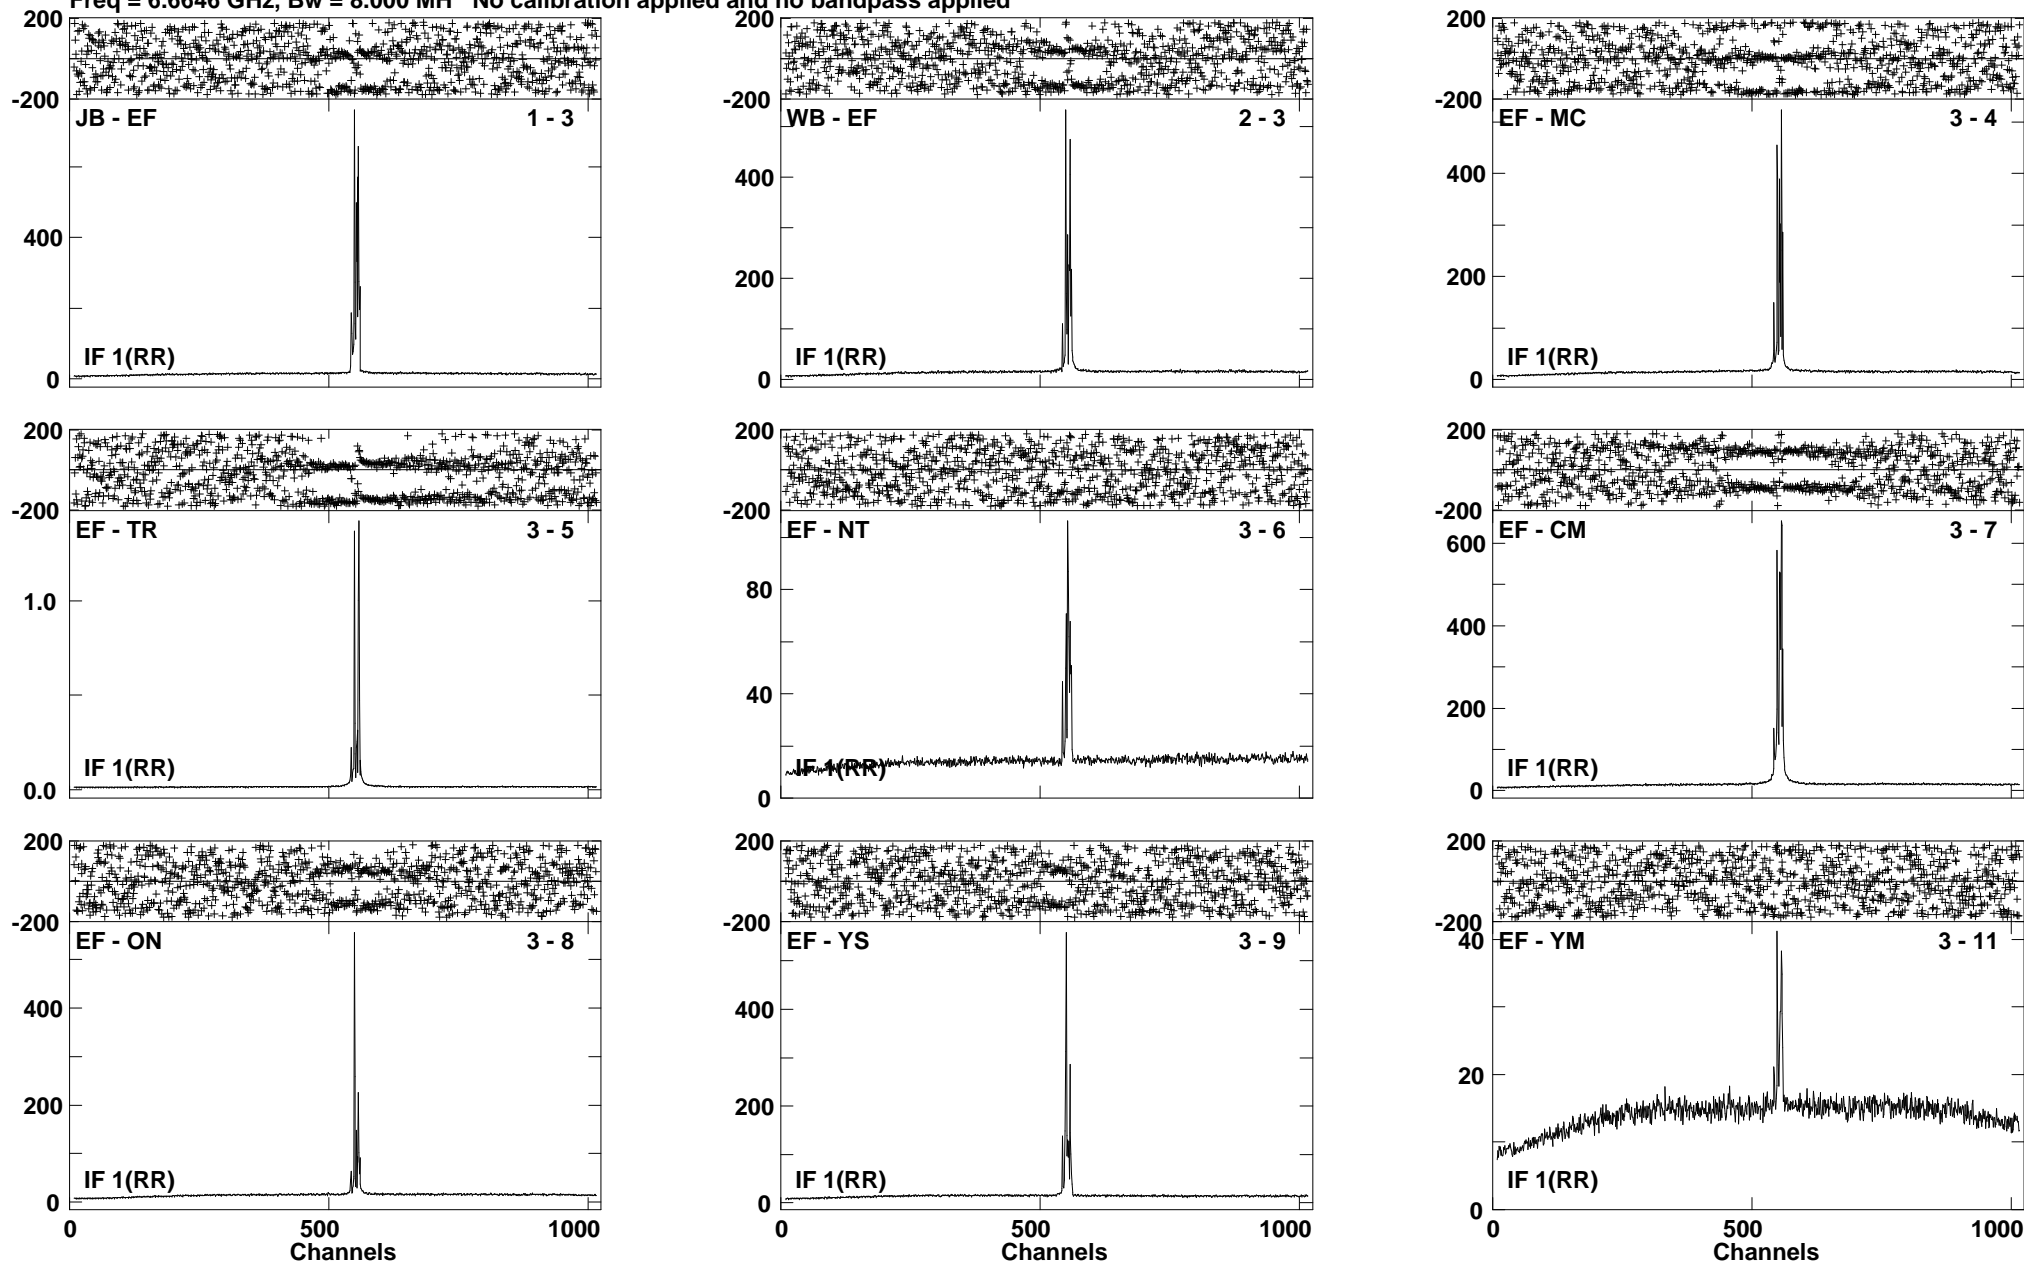 Freq = 6.6646 GHz, Bw = 8.000 MH No calibration applied and no bandpass applied
200
-200
JB - EF 1 - 3
400
IF 1(RR)
0
200
-200
WB - EF 2 - 3
400
200
IF 1(RR)
0
200
-200
EF - MC 3 - 4
400
200
IF 1(RR)
0
200
-200
EF - TR 3 - 5
1.0
IF 1(RR)
0.0
200
-200
EF - NT 3 - 6
80
40
IF 1(RR)
0
200
-200
EF - CM 3 - 7
600
400
200
IF 1(RR)
0
200
-200
EF - ON 3 - 8
400
200
IF 1(RR)
0
0 500 1000
Channels
200
-200
EF - YS 3 - 9
400
200
IF 1(RR)
0
0 500 1000
Channels
200
-200
EF - YM 3 - 11
40
20
IF 1(RR)
0
0 500 1000
Channels